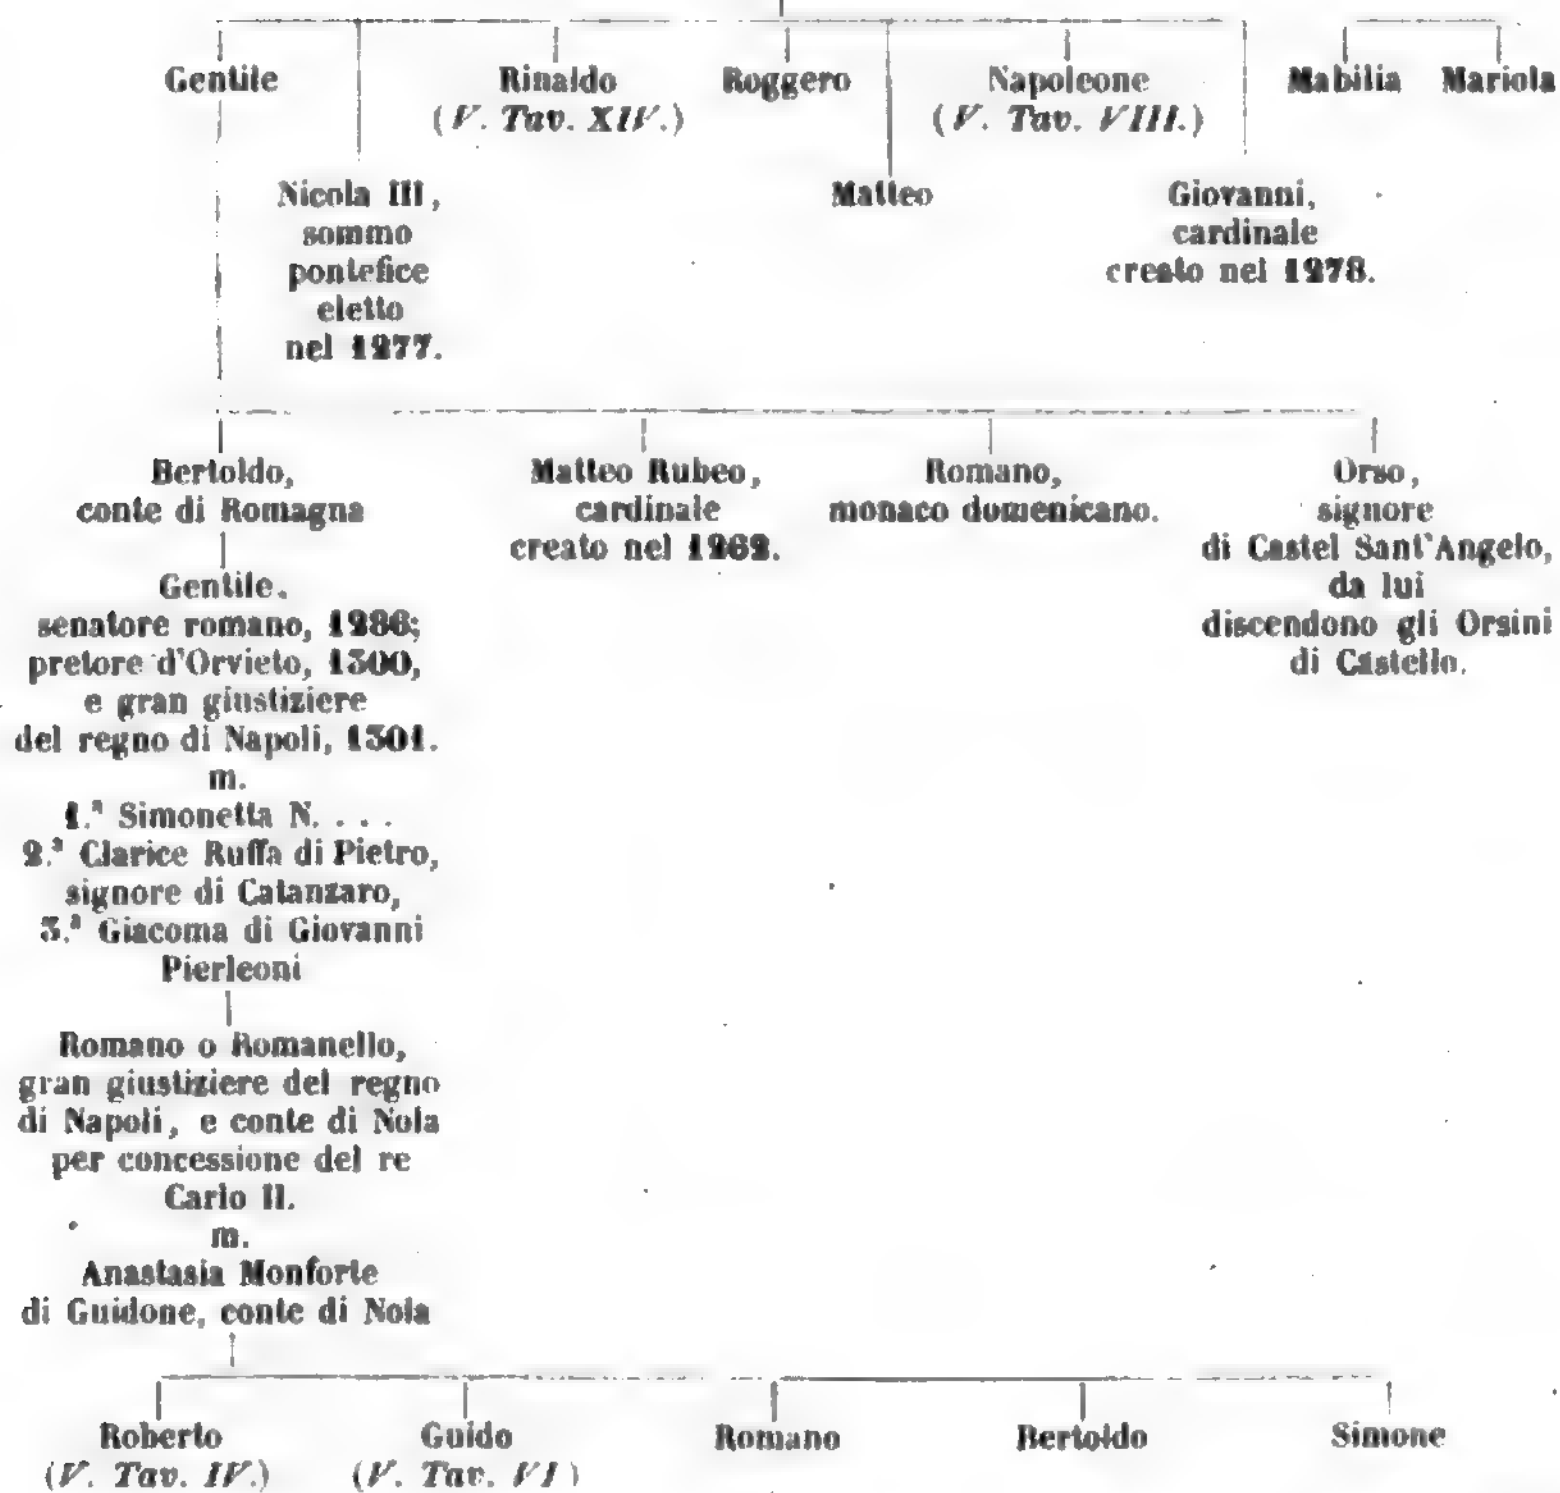 Gentile Rinaldo Roggero Napoleone Mabilia Mariola
(V. Tav. XIV.) (V. Tav. VIII.)
Nicola III, Matteo Giovanni,
sommo cardinale
pontefice creato nel 1278.
eletto
nel 1277.
Bertoldo, Matteo Rubeo, Romano, Orso,
conte di Romagna cardinale monaco domenicano. signore
creato nel 1262. di Castel Sant'Angelo,
Gentile. da lui
senatore romano, 1286; discendono gli Orsini
pretore d'Orvieto, 1300, di Castello.
e gran giustiziere
del regno di Napoli, 1301.
m.
1.ª Simonetta N. . . .
2.ª Clarice Ruffa di Pietro,
signore di Catanzaro,
3.ª Giacoma di Giovanni
Pierleoni
Romano o Romanello,
gran giustiziere del regno
di Napoli, e conte di Nola
per concessione del re
Carlo II.
m.
Anastasia Monforte
di Guidone, conte di Nola
Roberto Guido Romano Bertoldo Simone
(V. Tav. IV.) (V. Tav. VI)